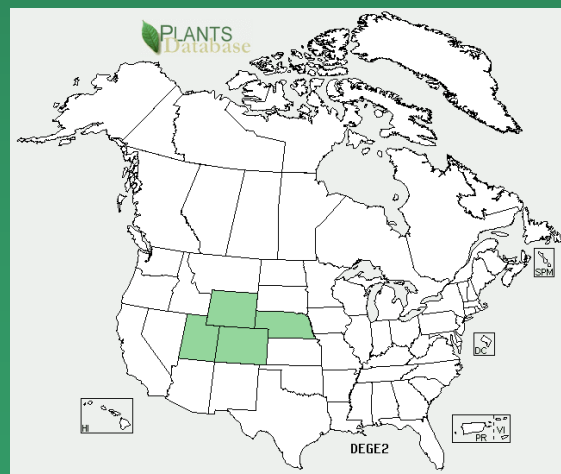 PLANTS
Database
SPM
DC
HI
PR
VI
DEGE2